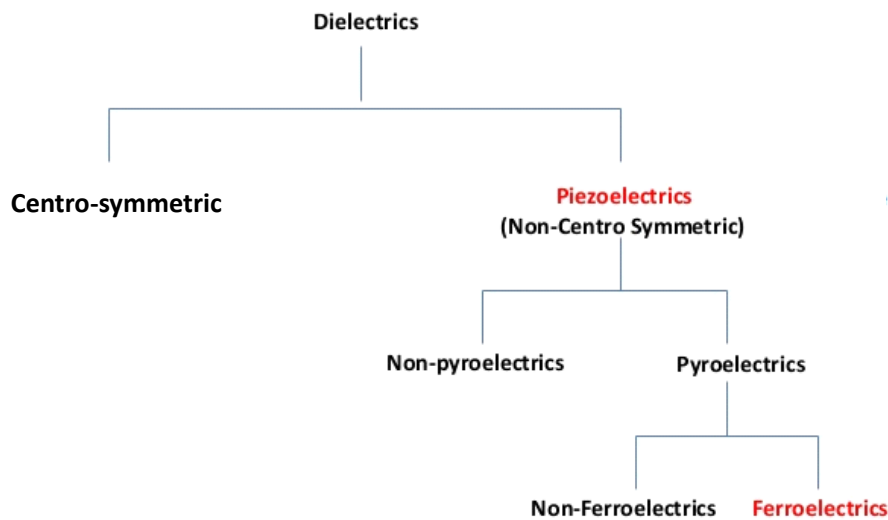 Dielectrics
Centro-symmetric
Piezoelectrics
(Non-Centro Symmetric)
Non-pyroelectrics
Pyroelectrics
Non-Ferroelectrics
Ferroelectrics